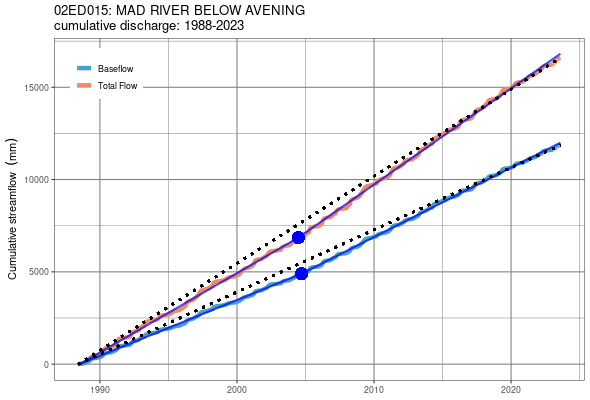 02ED015: MAD RIVER BELOW AVENING
cumulative discharge: 1988-2023
Baseflow
Total Flow
Cumulative streamflow (mm)
15000
10000
5000
0
1990
2000
2010
2020